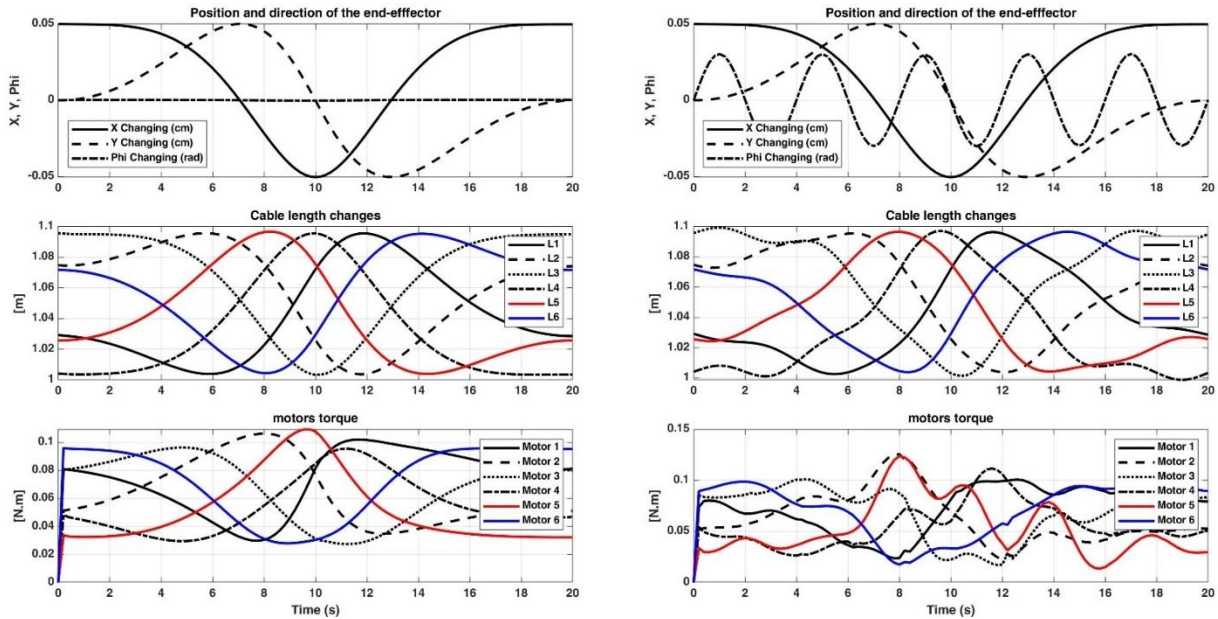 Position and direction of the end-efffector
X, Y, Phi
0.05
0
-0.05
X Changing (cm)
Y Changing (cm)
Phi Changing (rad)
0 2 4 6 8 10 12 14 16 18 20
Cable length changes
[m]
1.1
1.08
1.06
1.04
1.02
1
L1
L2
L3
L4
L5
L6
0 2 4 6 8 10 12 14 16 18 20
motors torque
[N.m]
0.1
0.08
0.06
0.04
0.02
0
Motor 1
Motor 2
Motor 3
Motor 4
Motor 5
Motor 6
0 2 4 6 8 10 12 14 16 18 20
Time (s)
Position and direction of the end-efffector
X, Y, Phi
0.05
0
-0.05
X Changing (cm)
Y Changing (cm)
Phi Changing (rad)
0 2 4 6 8 10 12 14 16 18 20
Cable length changes
[m]
1.1
1.08
1.06
1.04
1.02
1
L1
L2
L3
L4
L5
L6
0 2 4 6 8 10 12 14 16 18 20
motors torque
[N.m]
0.15
0.1
0.05
0
Motor 1
Motor 2
Motor 3
Motor 4
Motor 5
Motor 6
0 2 4 6 8 10 12 14 16 18 20
Time (s)